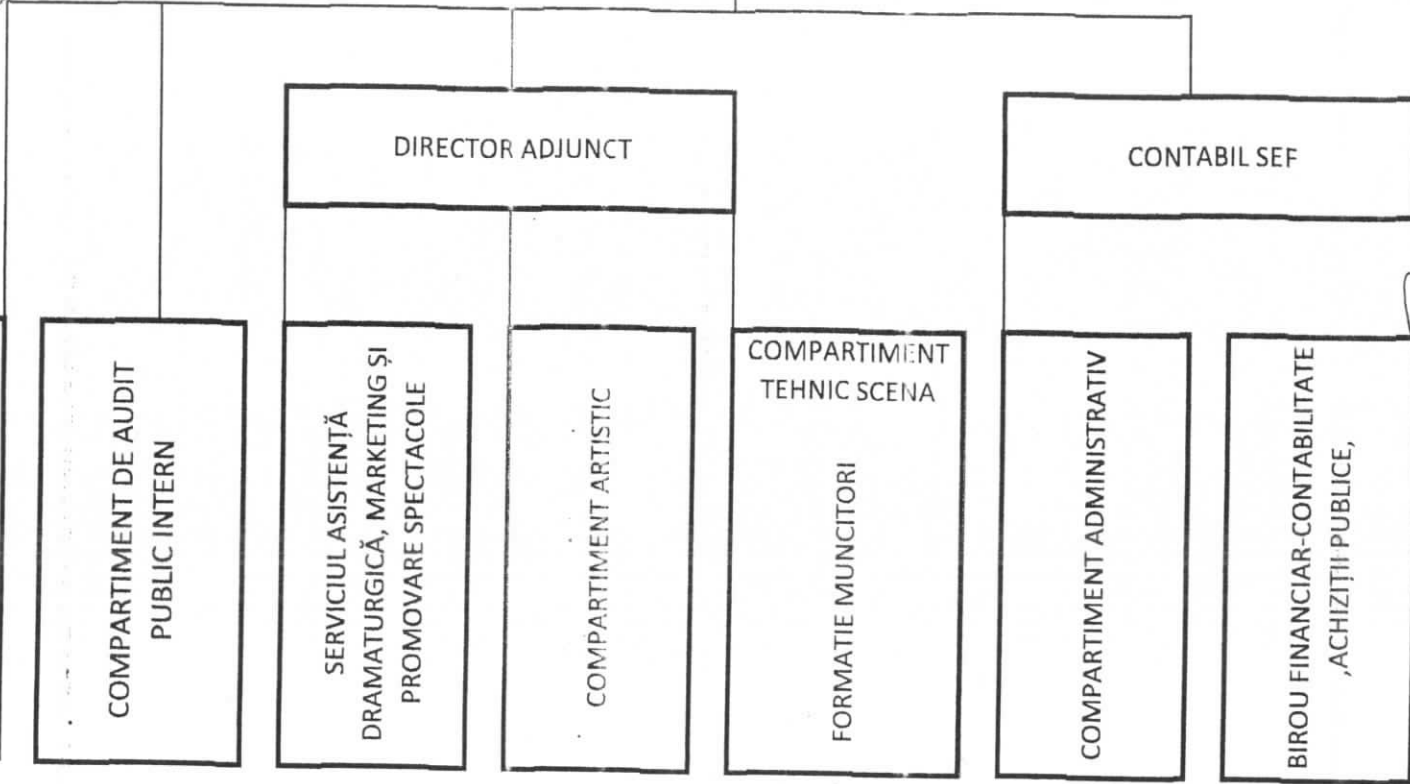 DIRECTOR ADJUNCT
CONTABIL SEF
COMPARTIMENT DE AUDIT
PUBLIC INTERN
SERVICIUL ASISTENȚĂ
DRAMATURGICĂ, MARKETING ȘI
PROMOVARE SPECTACOLE
COMPARTIMENT ARTISTIC
COMPARTIMENT
TEHNIC SCENA
FORMATIE MUNCITORI
COMPARTIMENT ADMINISTRATIV
BIROU FINANCIAR-CONTABILITATE
,ACHIZIȚII PUBLICE,